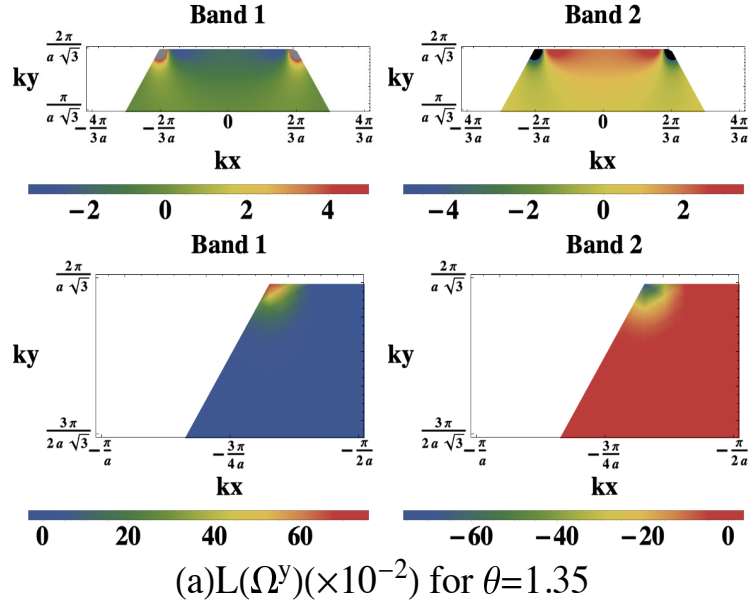 Band 1
Band 2
2π/(a√3)
ky
π/(a√3)
−4π/(3a) −2π/(3a) 0 2π/(3a) 4π/(3a)
kx
2π/(a√3)
ky
π/(a√3)
−4π/(3a) −2π/(3a) 0 2π/(3a) 4π/(3a)
kx
−2 0 2 4
−4 −2 0 2
Band 1
Band 2
2π/(a√3)
ky
3π/(2a√3)
−π/a −3π/(4a) −π/(2a)
kx
2π/(a√3)
ky
3π/(2a√3)
−π/a −3π/(4a) −π/(2a)
kx
0 20 40 60
−60 −40 −20 0
(a)L(Ω^y)(×10^−2) for θ=1.35